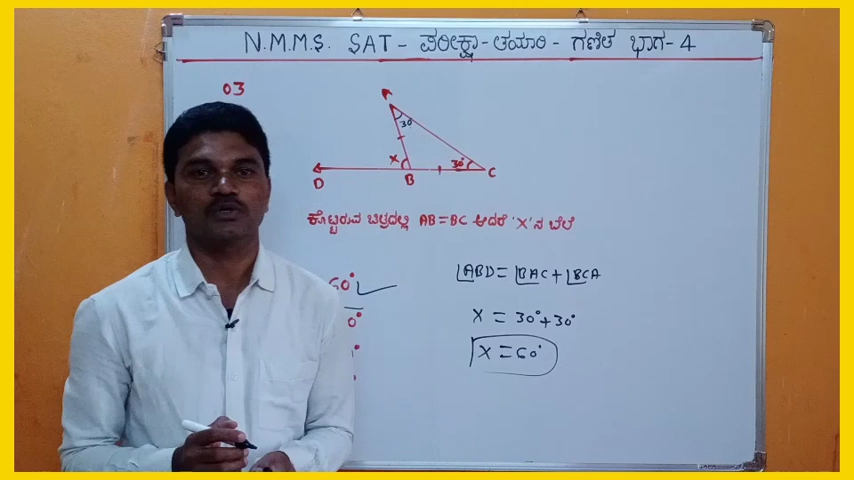 N.M.M.S. SAT - ಪರೀಕ್ಷಾ - ತಯಾರಿ - ಗಣಿತ ಭಾಗ - 4
03
A
30°
X
30°
D
B
C
ಕೊಟ್ಟಿರುವ ಚಿತ್ರದಲ್ಲಿ AB = BC ಆದರೆ 'X' ನ ಬೆಲೆ
∠ABD = ∠BAC + ∠BCA
60°
X = 30° + 30°
X = 60°